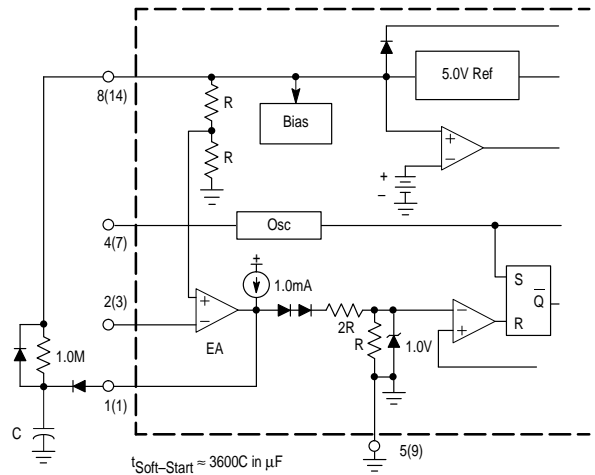 5.0V Ref
8(14)
R
Bias
R
+
−
+
−
Osc
4(7)
+
1.0mA
S
Q
R
2(3)
+
−
EA
2R
R
1.0V
−
+
1.0M
1(1)
C
5(9)
tSoft–Start ≈ 3600C in µF